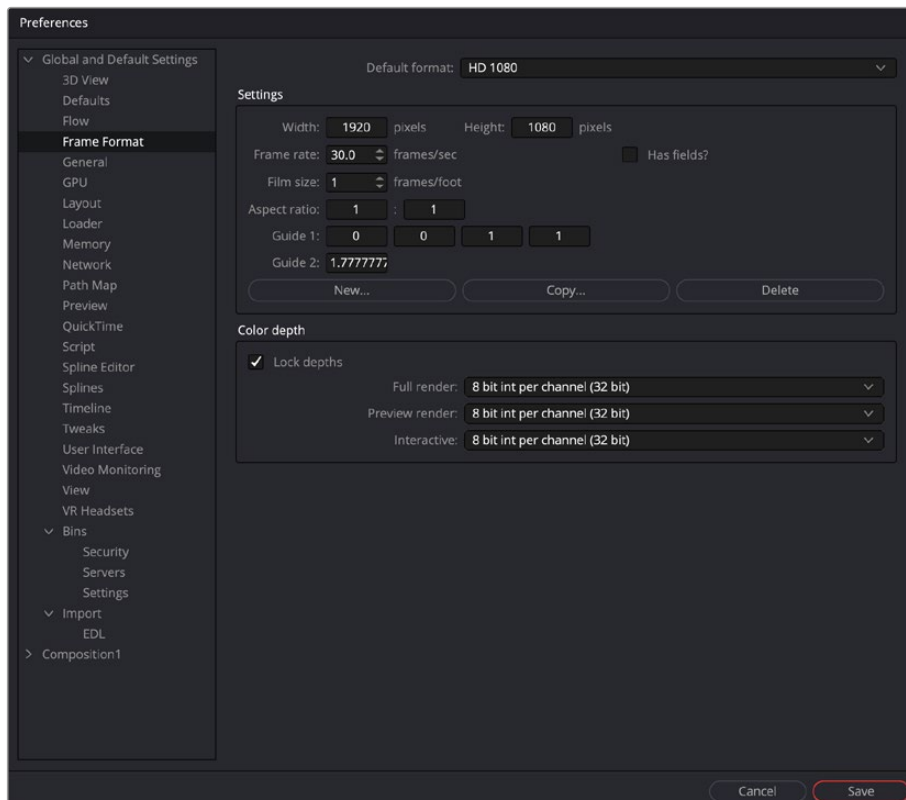 Preferences
Global and Default Settings
3D View
Defaults
Flow
Frame Format
General
GPU
Layout
Loader
Memory
Network
Path Map
Preview
QuickTime
Script
Spline Editor
Splines
Timeline
Tweaks
User Interface
Video Monitoring
View
VR Headsets
Bins
Security
Servers
Settings
Import
EDL
Composition1
Default format: HD 1080
Settings
Width: 1920 pixels Height: 1080 pixels
Frame rate: 30.0 frames/sec Has fields?
Film size: 1 frames/foot
Aspect ratio: 1 : 1
Guide 1: 0 0 1 1
Guide 2: 1.7777777
New... Copy... Delete
Color depth
Lock depths
Full render: 8 bit int per channel (32 bit)
Preview render: 8 bit int per channel (32 bit)
Interactive: 8 bit int per channel (32 bit)
Cancel Save